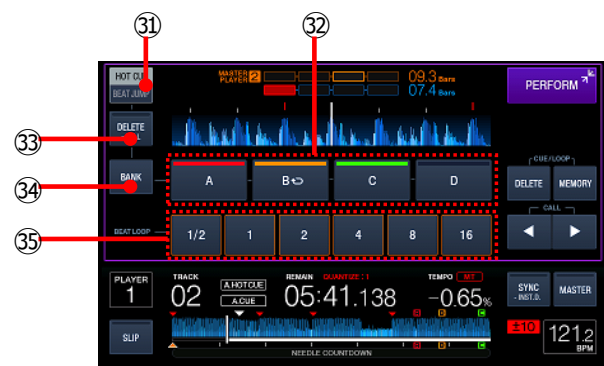 31 32
HOT CUE
BEAT JUMP
MASTER PLAYER 2
09.3 Bars
07.4 Bars
PERFORM
33
DELETE
34
BANK
A B C D
CUE/LOOP
DELETE MEMORY
CALL
35
BEAT LOOP
1/2 1 2 4 8 16
PLAYER
1
TRACK
02
A.HOTCUE
A.CUE
REMAIN QUANTIZE : 1
05:41.138
TEMPO MT
-0.65%
SYNC
- INST.D.
MASTER
SLIP
NEEDLE COUNTDOWN
±10
121.2
BPM